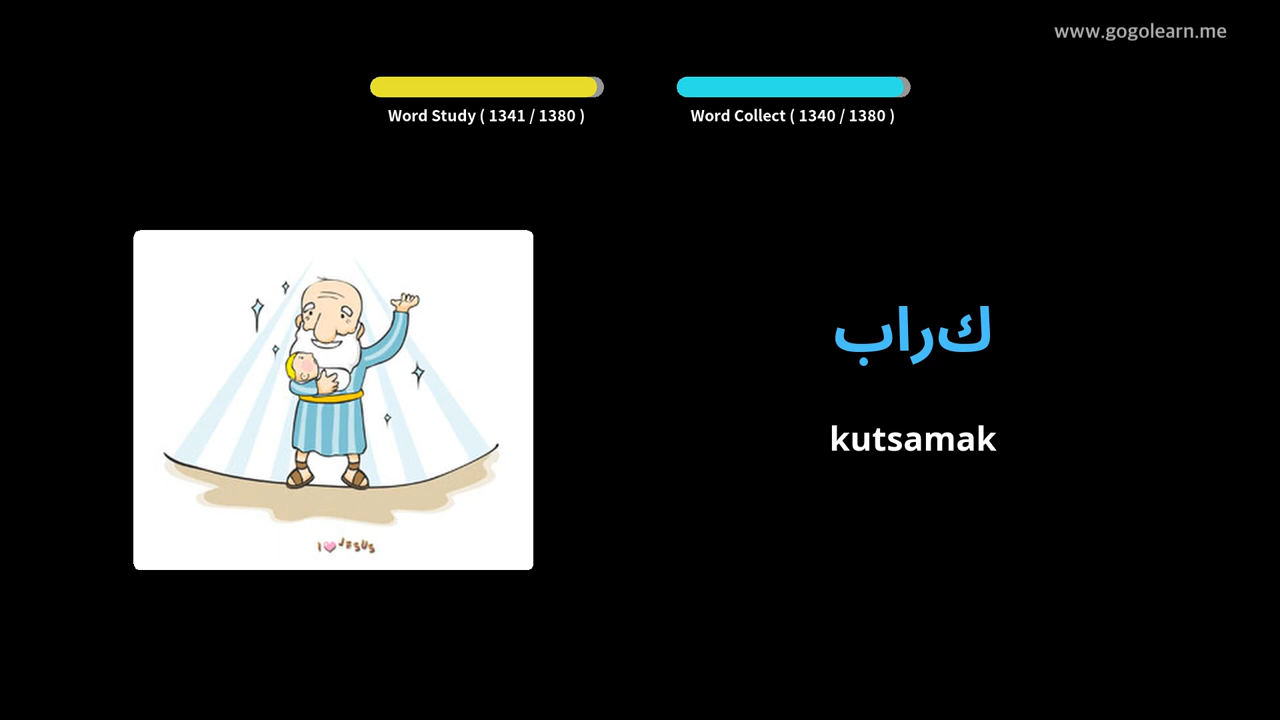 www.gogolearn.me
Word Study ( 1341 / 1380 )
Word Collect ( 1340 / 1380 )
كراب
kutsamak
I JESUS